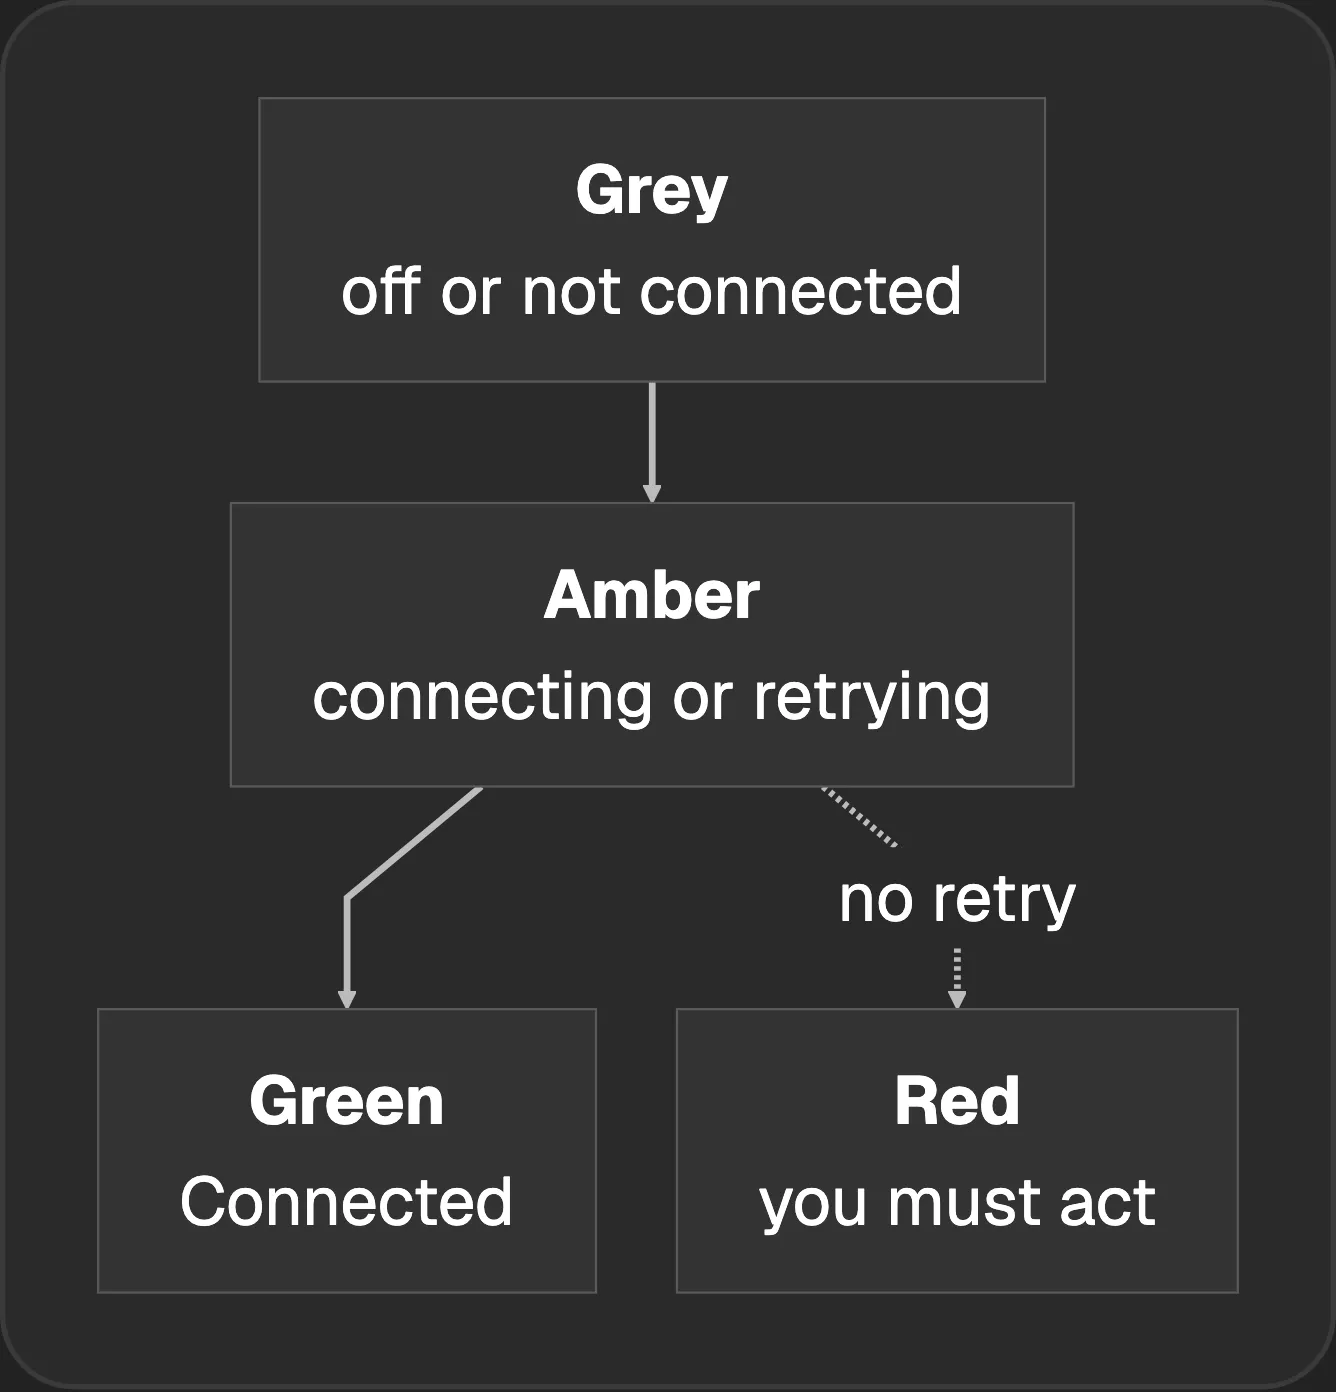 Grey
off or not connected
Amber
connecting or retrying
no retry
Green
Connected
Red
you must act